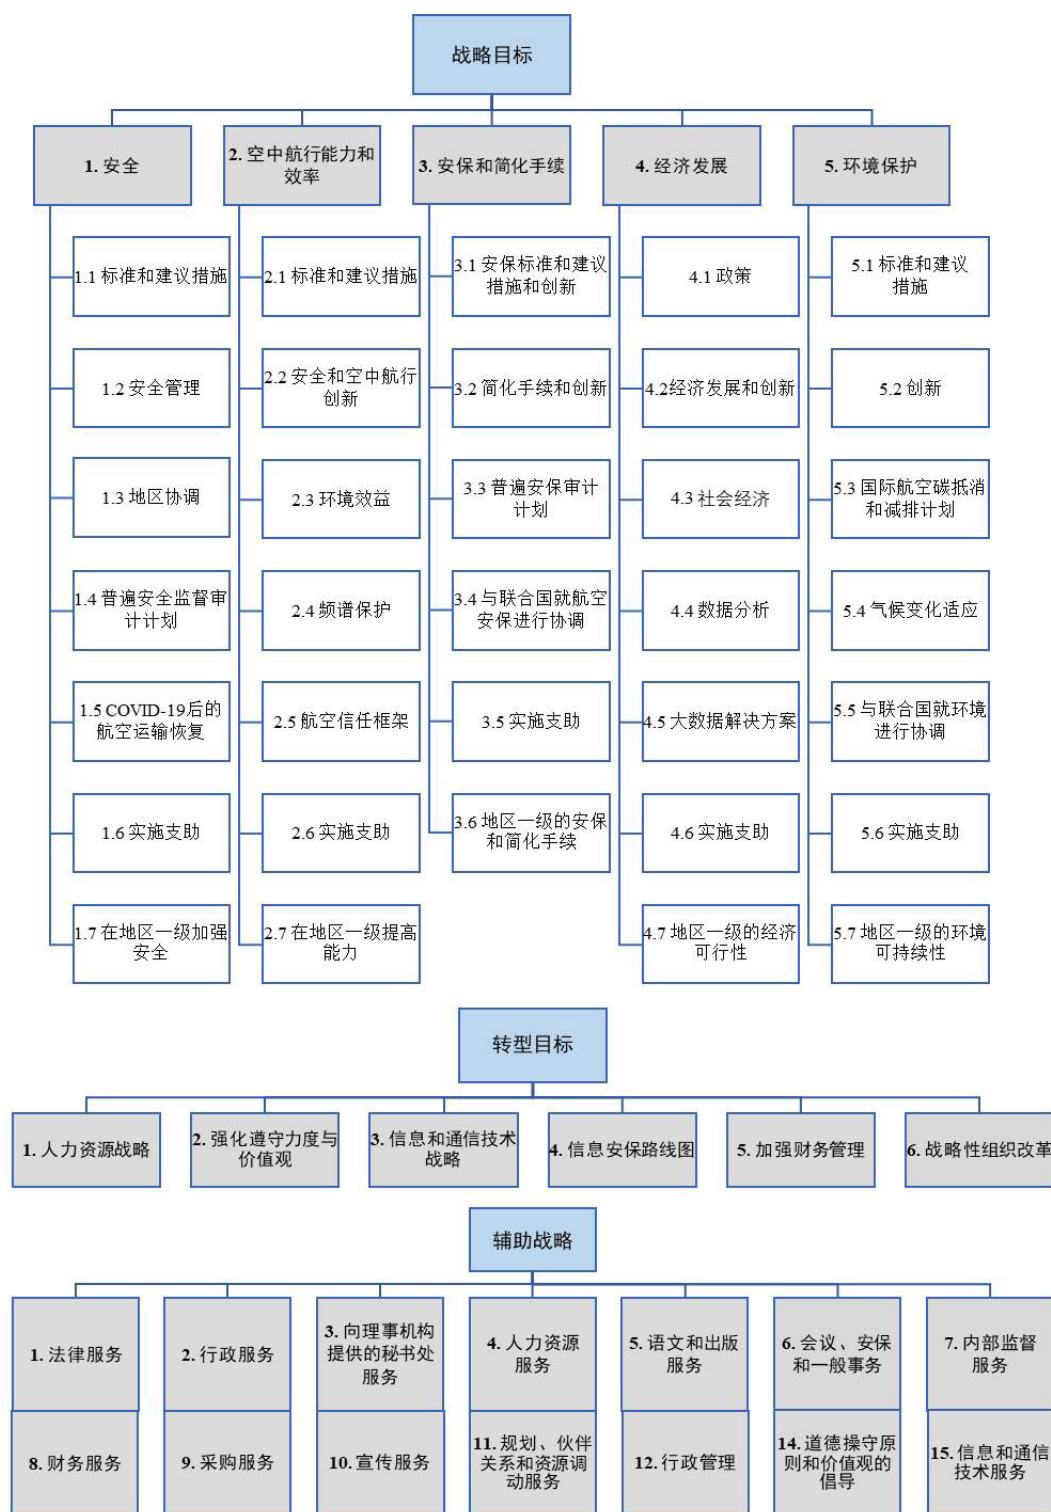 战略目标
1. 安全
2. 空中航行能力和
效率
3. 安保和简化手续
4. 经济发展
5. 环境保护
1.1 标准和建议措施
2.1 标准和建议措施
3.1 安保标准和建议
措施和创新
4.1 政策
5.1 标准和建议
措施
1.2 安全管理
2.2 安全和空中航行
创新
3.2 简化手续和创新
4.2经济发展和创新
5.2 创新
1.3 地区协调
2.3 环境效益
3.3 普遍安保审计
计划
4.3 社会经济
5.3 国际航空碳抵消
和减排计划
1.4 普遍安全监督审
计计划
2.4 频谱保护
3.4 与联合国就航空
安保进行协调
4.4 数据分析
5.4 气候变化适应
1.5 COVID-19后的
航空运输恢复
2.5 航空信任框架
3.5 实施支助
4.5 大数据解决方案
5.5 与联合国就环境
进行协调
1.6 实施支助
2.6 实施支助
3.6 地区一级的安保
和简化手续
4.6 实施支助
5.6 实施支助
1.7 在地区一级加强
安全
2.7 在地区一级提高
能力
4.7 地区一级的经济
可行性
5.7 地区一级的环境
可持续性
转型目标
1. 人力资源战略
2. 强化遵守力度与
价值观
3. 信息和通信技术
战略
4. 信息安保路线图
5. 加强财务管理
6. 战略性组织改革
辅助战略
1. 法律服务
2. 行政服务
3. 向理事机构
提供的秘书处
服务
4. 人力资源
服务
5. 语文和出版
服务
6. 会议、安保
和一般事务
7. 内部监督
服务
8. 财务服务
9. 采购服务
10. 宣传服务
11. 规划、伙伴
关系和资源调
动服务
12. 行政管理
14. 道德操守原
则和价值观的
倡导
15. 信息和通信
技术服务